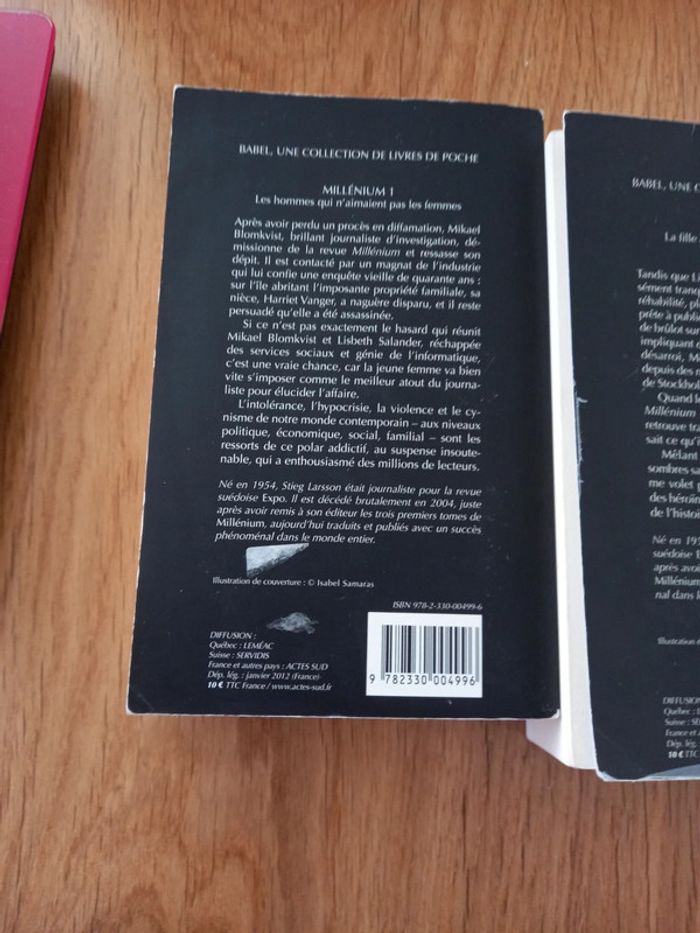 BABEL, UNE COLLECTION DE LIVRES DE POCHE
MILLÉNIUM 1
Les hommes qui n'aimaient pas les femmes
Après avoir perdu un procès en diffamation, Mikael
Blomkvist, brillant journaliste d'investigation, dé-
missionne de la revue Millénium et ressasse son
dépit. Il est contacté par un magnat de l'industrie
qui lui confie une enquête vieille de quarante ans :
sur l'île abritant l'imposante propriété familiale, sa
nièce, Harriet Vanger, a naguère disparu, et il reste
persuadé qu'elle a été assassinée.
Si ce n'est pas exactement le hasard qui réunit
Mikael Blomkvist et Lisbeth Salander, réchappée
des services sociaux et génie de l'informatique,
c'est une vraie chance, car la jeune femme va bien
vite s'imposer comme le meilleur atout du journa-
liste pour élucider l'affaire.
L'intolérance, l'hypocrisie, la violence et le cy-
nisme de notre monde contemporain – aux niveaux
politique, économique, social, familial – sont les
ressorts de ce polar addictif, au suspense insoute-
nable, qui a enthousiasmé des millions de lecteurs.
Né en 1954, Stieg Larsson était journaliste pour la revue
suédoise Expo. Il est décédé brutalement en 2004, juste
après avoir remis à son éditeur les trois premiers tomes de
Millénium, aujourd'hui traduits et publiés avec un succès
phénoménal dans le monde entier.
Illustration de couverture : © Isabel Samaras
DIFFUSION :
Québec : LEMÉAC
Suisse : SERVIDIS
France et autres pays : ACTES SUD
Dép. lég. : janvier 2012 (France)
10 € TTC France / www.actes-sud.fr
ISBN 978-2-330-00499-6
9 782330 004996
BABEL, UNE C
La fille
Tandis que Li
sément tranq
réhabilité, pl
prête à publie
de brûlot sur
impliquant d
désarroi, M
depuis des m
de Stockhol
Quand le
Millénium
retrouve tra
sait ce qu'i
Mêlant
sombres sa
me volet p
des héroïn
de l'histoi
Né en 195
suédoise E
après avoi
Millénium
nal dans l
Illustration d
DIFFUSION
Québec : L
Suisse : SE
France et a
Dép. lég.
10 € TTC